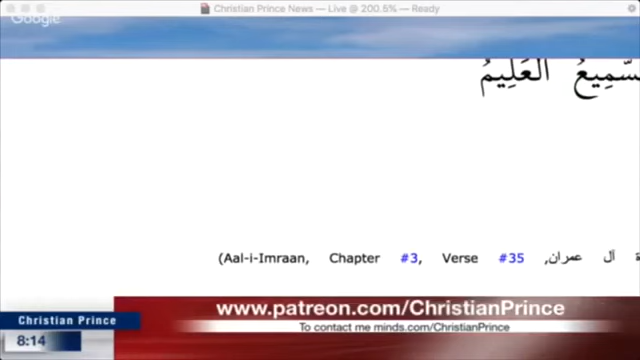 Christian Prince News — Live @ 200.5% — Ready
Google
السَّمِيعُ الْعَلِيمُ
(Aal-i-Imraan, Chapter #3, Verse #35 آل عمران,
www.patreon.com/ChristianPrince
Christian Prince
To contact me minds.com/ChristianPrince
8:14